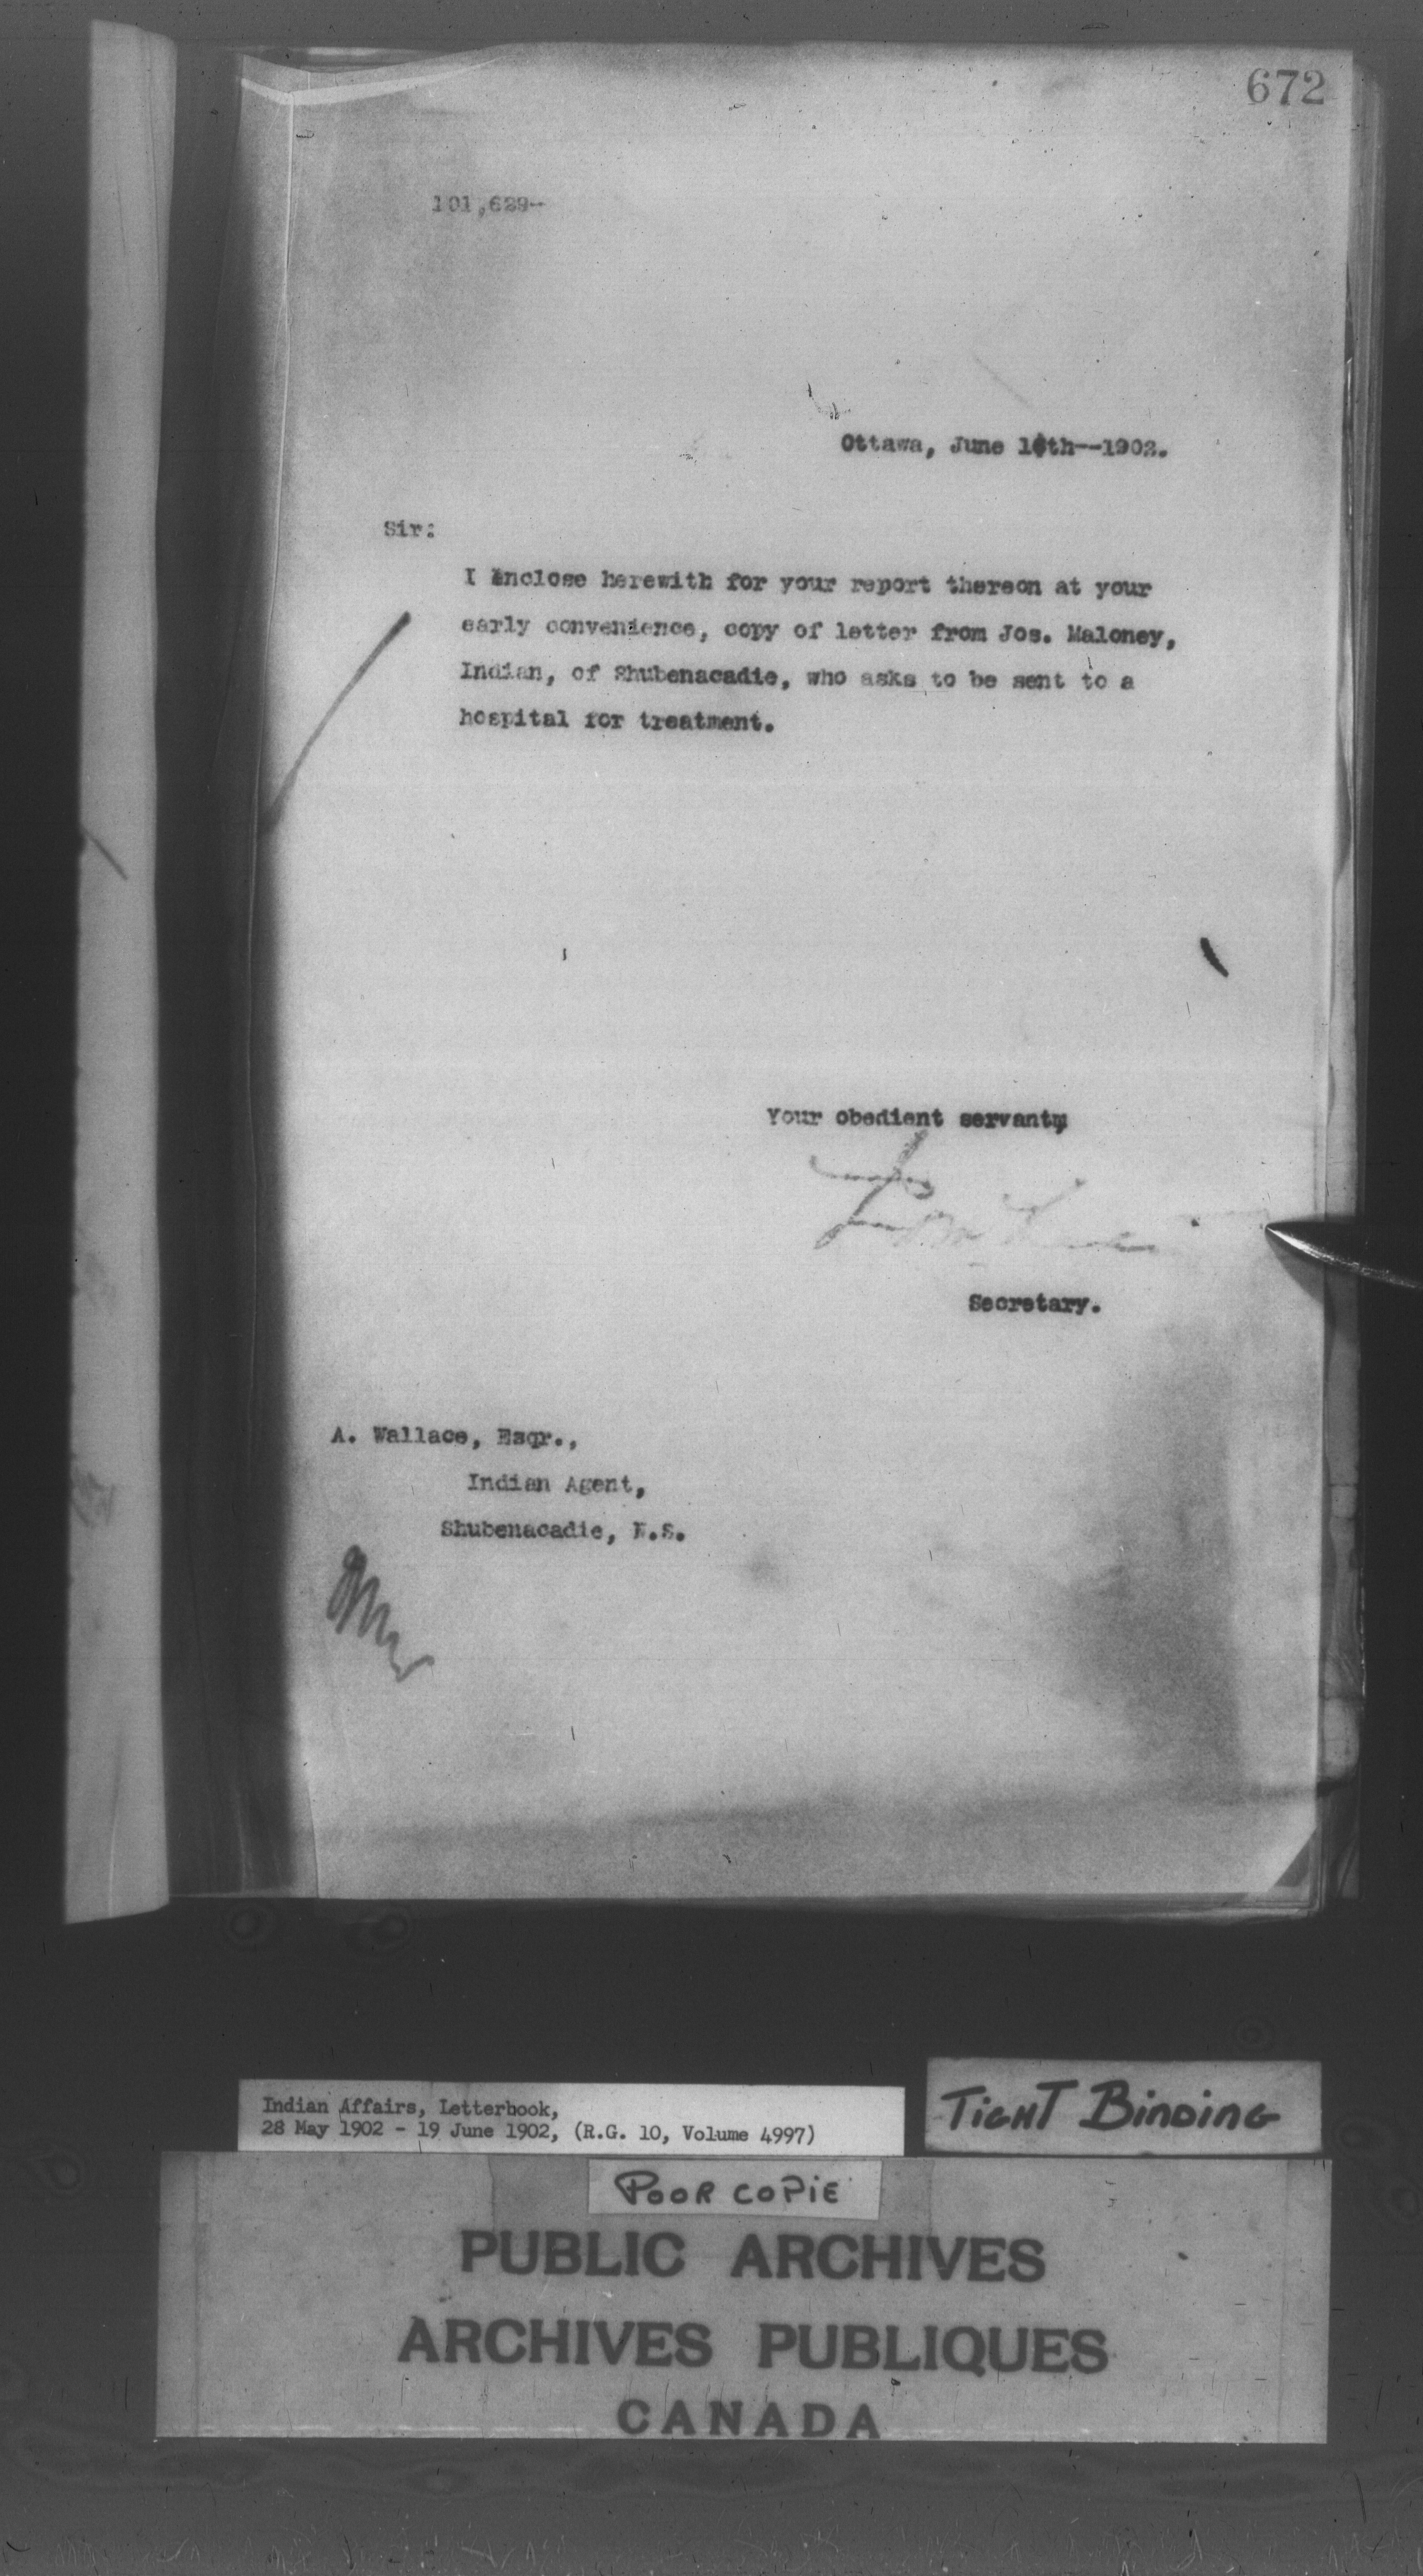 672
101,629--
Ottawa, June 16th--1902.
Sir:
I enclose herewith for your report thereon at your
early convenience, copy of letter from Jos. Maloney,
Indian, of Shubenacadie, who asks to be sent to a
hospital for treatment.
Your obedient servant,
Secretary.
A. Wallace, Esqr.,
Indian Agent,
Shubenacadie, N.S.
Indian Affairs, Letterbook,
28 May 1902 - 19 June 1902, (R.G. 10, Volume 4997)
TIGHT BINDING
POOR COPIE
PUBLIC ARCHIVES
ARCHIVES PUBLIQUES
CANADA